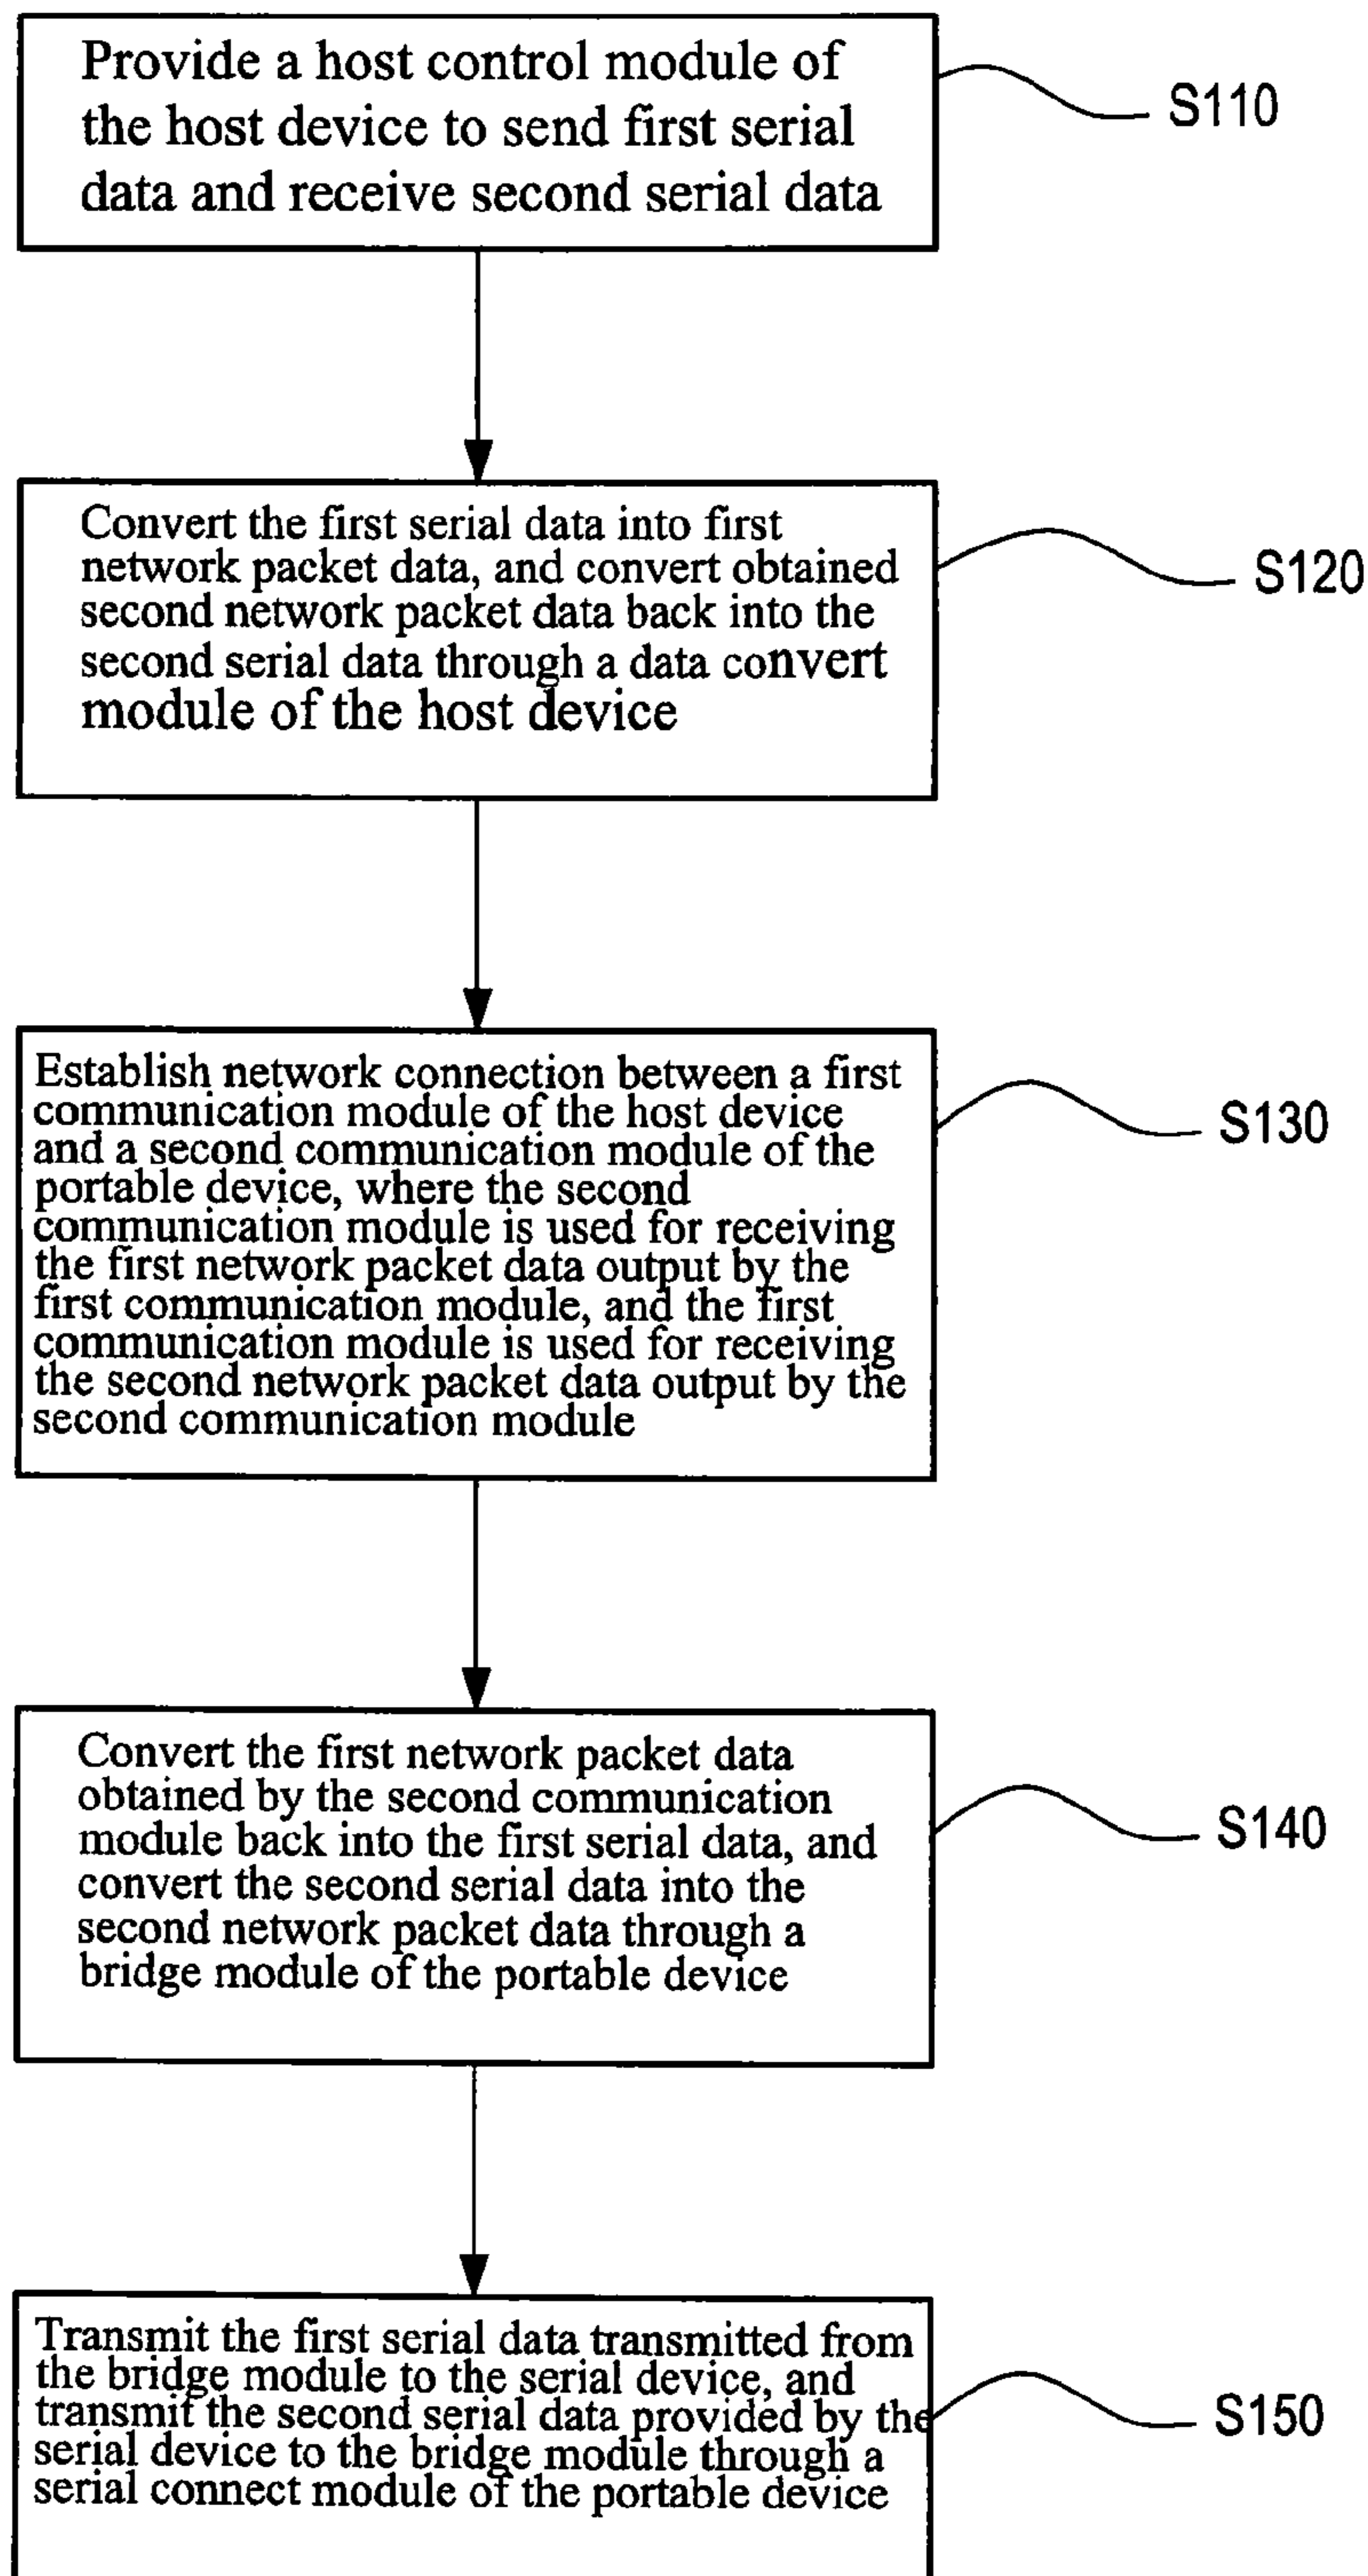 Provide a host control module of
the host device to send first serial
data and receive second serial data
S110
Convert the first serial data into first
network packet data, and convert obtained
second network packet data back into the
second serial data through a data convert
module of the host device
S120
Establish network connection between a first
communication module of the host device
and a second communication module of the
portable device, where the second
communication module is used for receiving
the first network packet data output by the
first communication module, and the first
communication module is used for receiving
the second network packet data output by the
second communication module
S130
Convert the first network packet data
obtained by the second communication
module back into the first serial data, and
convert the second serial data into the
second network packet data through a
bridge module of the portable device
S140
Transmit the first serial data transmitted from
the bridge module to the serial device, and
transmit the second serial data provided by the
serial device to the bridge module through a
serial connect module of the portable device
S150